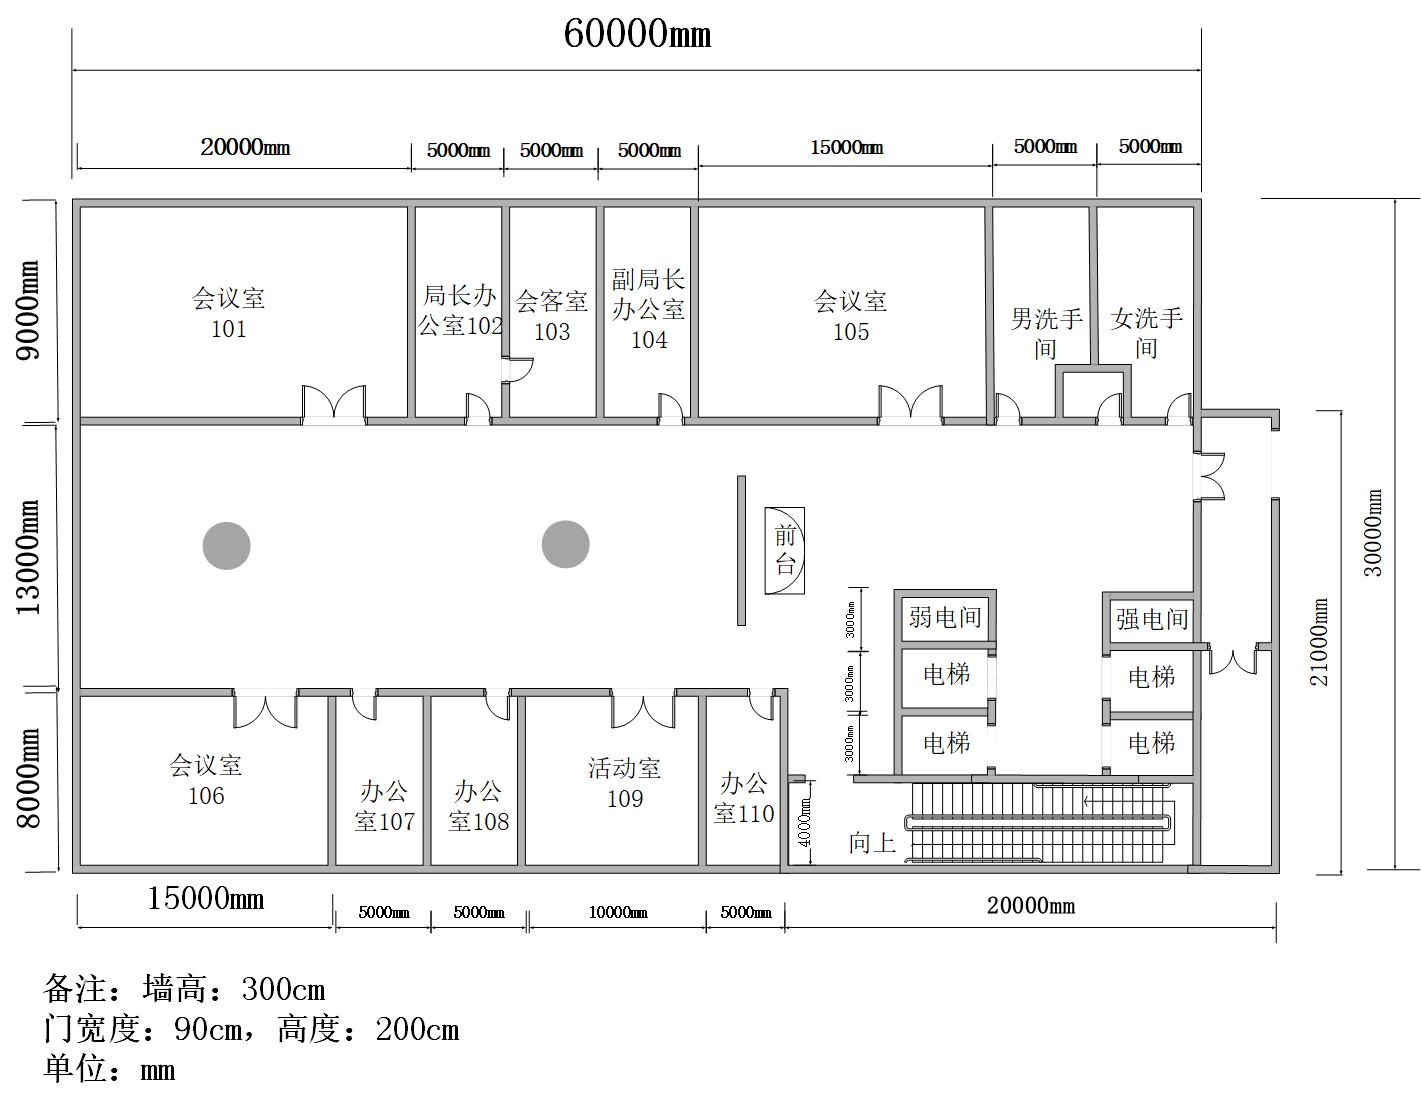 60000mm
20000mm
5000mm
5000mm
5000mm
15000mm
5000mm
5000mm
9000mm
13000mm
8000mm
会议室
101
局长办
公室102
会客室
103
副局长
办公室
104
会议室
105
男洗手
间
女洗手
间
前
台
弱电间
强电间
电梯
电梯
电梯
电梯
3000mm
3000mm
3000mm
4000mm
向上
会议室
106
办公
室107
办公
室108
活动室
109
办公
室110
30000mm
21000mm
15000mm
5000mm
5000mm
10000mm
5000mm
20000mm
备注：墙高：300cm
门宽度：90cm，高度：200cm
单位：mm